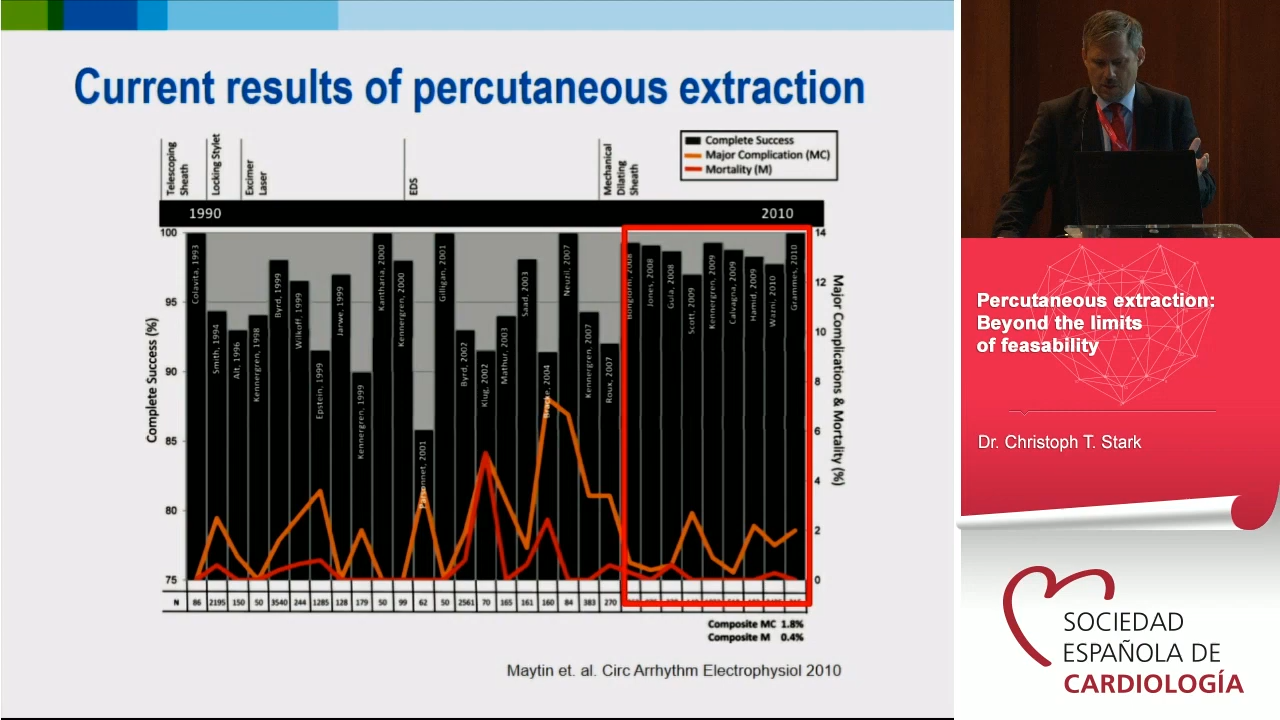 Current results of percutaneous extraction
Telescoping
Sheath
Locking Stylet
Excimer
Laser
EDS
Mechanical
Dilating
Sheath
Complete Success
Major Complication (MC)
Mortality (M)
1990
2010
Complete Success (%)
100
95
90
85
80
75
Colavita, 1993
Smith, 1994
Alt, 1996
Kennergren, 1998
Byrd, 1999
Wilkoff, 1999
Epstein, 1999
Jarwe, 1999
Kennergren, 1999
Kantharia, 2000
Kennergren, 2000
Parsonnet, 2001
Gilligan, 2001
Byrd, 2002
Klug, 2002
Mathur, 2003
Saad, 2003
Bracke, 2004
Neuzil, 2007
Kennergren, 2007
Roux, 2007
Bongiorni, 2008
Jones, 2008
Gula, 2008
Scott, 2009
Kennergren, 2009
Calvagna, 2009
Hamid, 2009
Wazni, 2010
Grammes, 2010
14
12
10
8
6
4
2
0
Major Complications & Mortality (%)
N 86 2195 150 50 3540 244 1285 128 179 50 99 62 50 2561 70 165 161 160 84 383 270
Composite MC 1.8%
Composite M 0.4%
Maytin et. al. Circ Arrhythm Electrophysiol 2010
Percutaneous extraction:
Beyond the limits
of feasability
Dr. Christoph T. Stark
SOCIEDAD
ESPAÑOLA DE
CARDIOLOGÍA